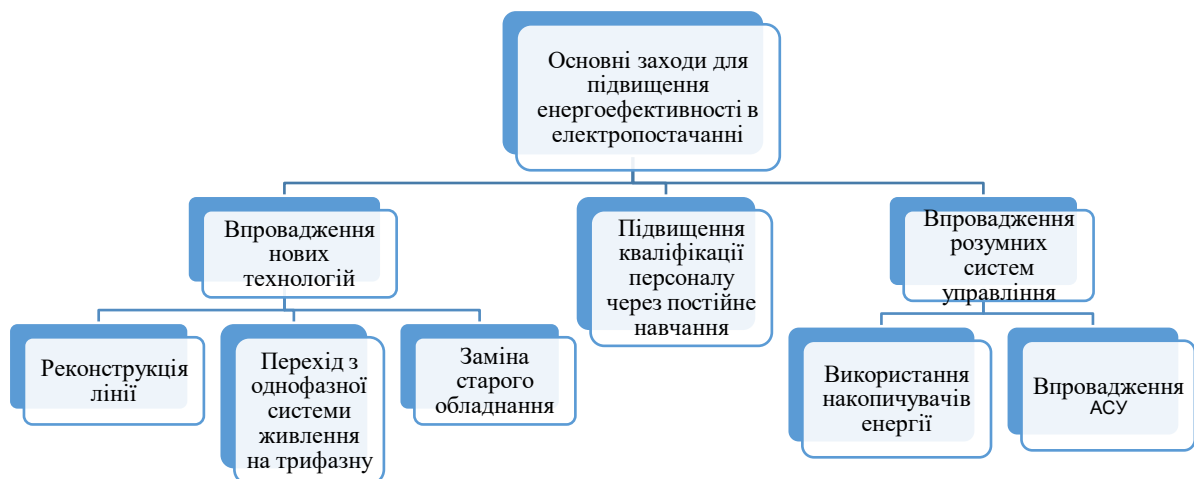 Основні заходи для
підвищення
енергоефективності в
електропостачанні
Впровадження
нових
технологій
Підвищення
кваліфікації
персоналу
через постійне
навчання
Впровадження
розумних
систем
управління
Реконструкція
лінії
Перехід з
однофазної
системи
живлення
на трифазну
Заміна
старого
обладнання
Використання
накопичувачів
енергії
Впровадження
АСУ